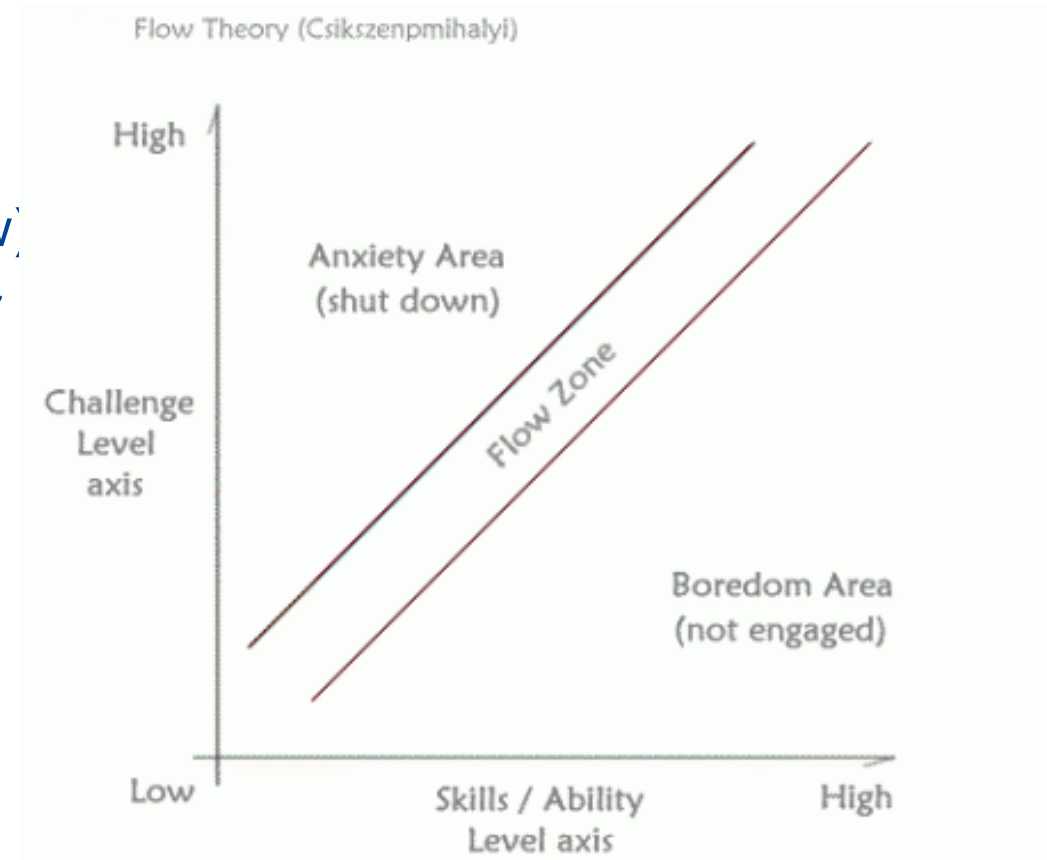 Flow Theory (Csikszenpmihalyi)
High
Anxiety Area
(shut down)
Flow Zone
Challenge
Level
axis
Boredom Area
(not engaged)
Low
Skills / Ability
Level axis
High